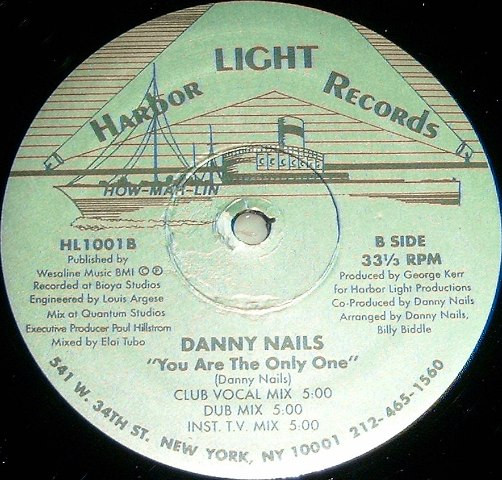 Harbor LIGHT Records
HOW-MAH-LIN
HL1001B
Published by
Wesaline Music BMI © ℗
Recorded at Bioya Studios
Engineered by Louis Argese
Mix at Quantum Studios
Executive Producer Paul Hillstrom
Mixed by Eloi Tubo
B SIDE
33⅓ RPM
Produced by George Kerr
for Harbor Light Productions
Co-Produced by Danny Nails
Arranged by Danny Nails,
Billy Biddle
DANNY NAILS
"You Are The Only One"
(Danny Nails)
CLUB VOCAL MIX 5:00
DUB MIX 5:00
INST. T.V. MIX 5:00
541 W. 34TH ST. NEW YORK, NY 10001 212-465-1560